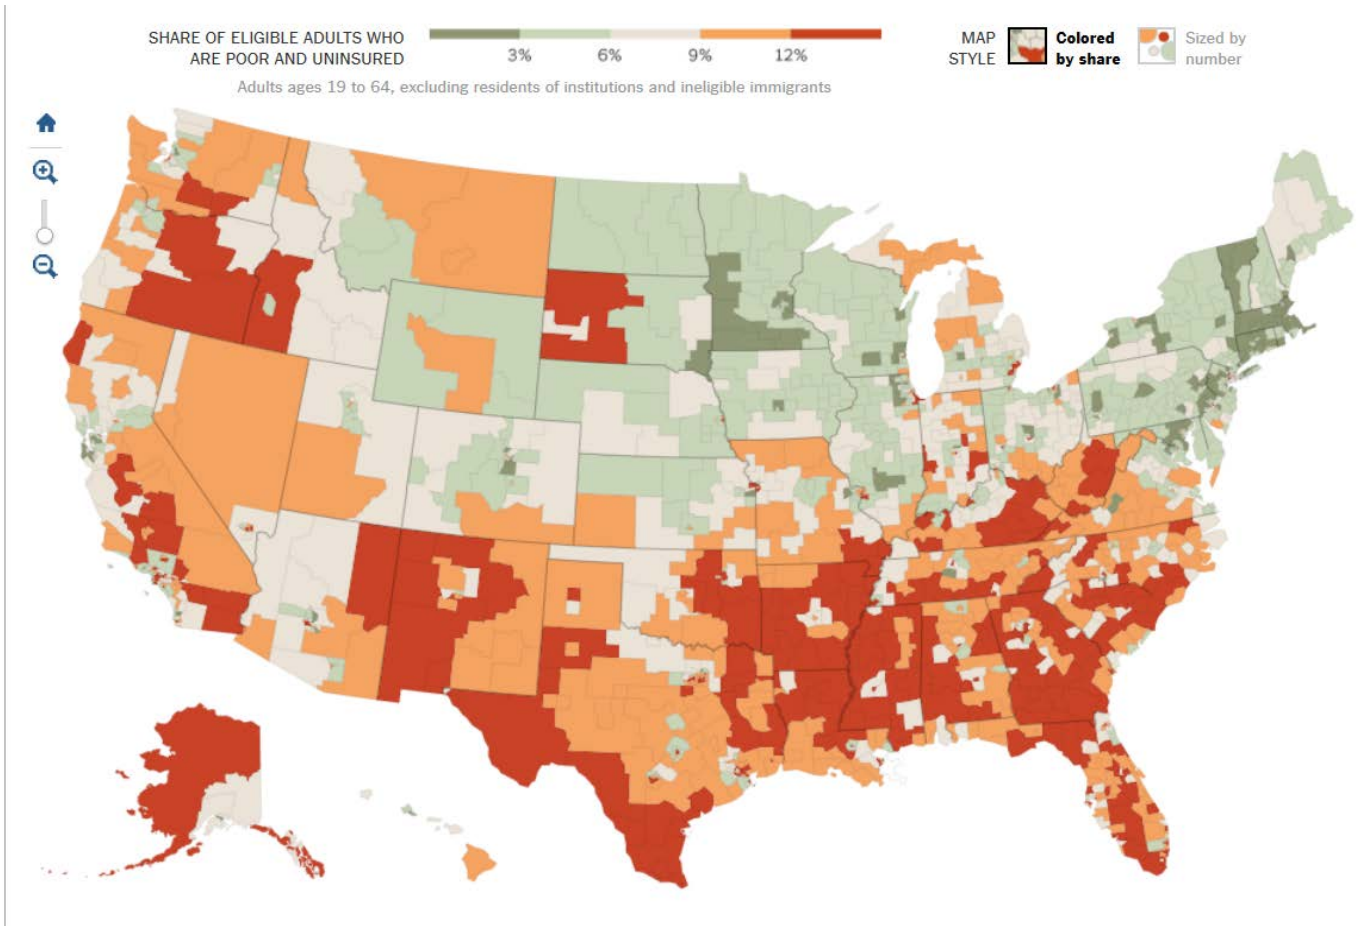 SHARE OF ELIGIBLE ADULTS WHO
ARE POOR AND UNINSURED
3% 6% 9% 12%
Adults ages 19 to 64, excluding residents of institutions and ineligible immigrants
MAP
STYLE
Colored
by share
Sized by
number